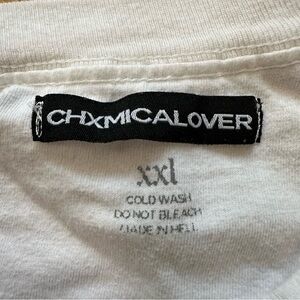 CHXMICALOVER
xxl
COLD WASH
DO NOT BLEACH
MADE IN HELL